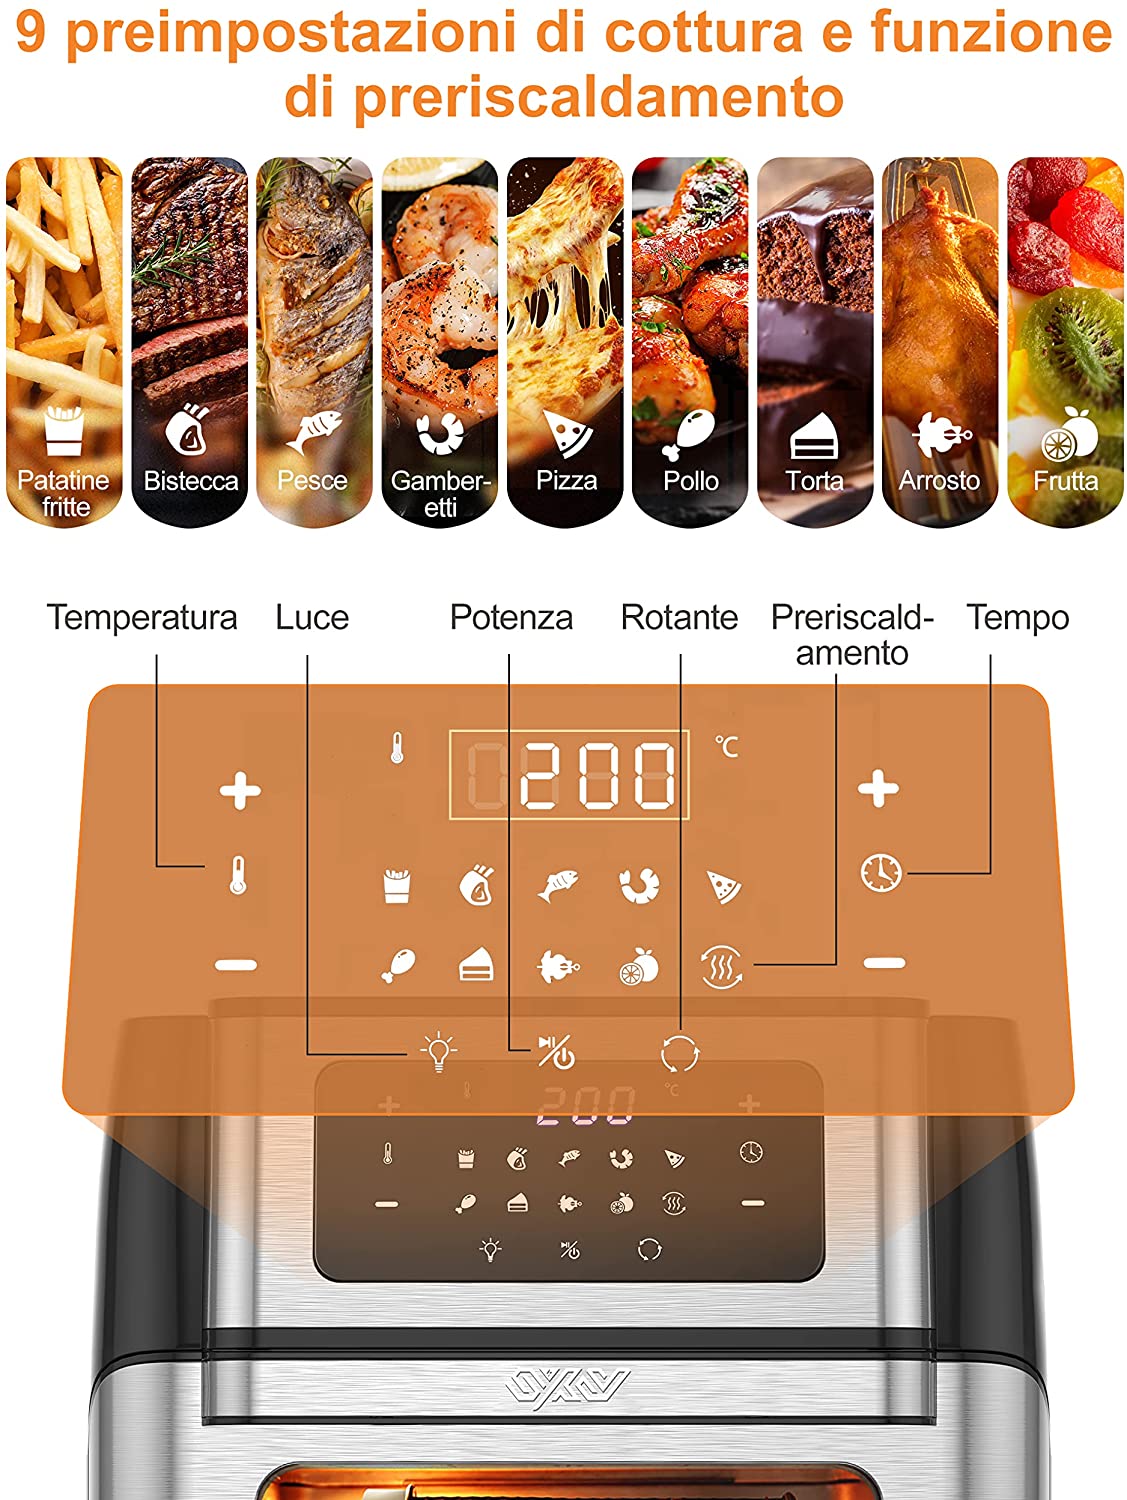 9 preimpostazioni di cottura e funzione
di preriscaldamento
Patatine
fritte
Bistecca
Pesce
Gamber-
etti
Pizza
Pollo
Torta
Arrosto
Frutta
Temperatura
Luce
Potenza
Rotante
Preriscald-
amento
Tempo
200
°C
200
°C